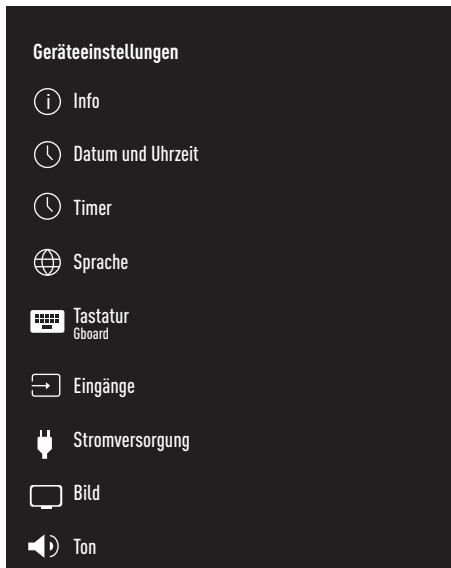 Geräteeinstellungen
Info
Datum und Uhrzeit
Timer
Sprache
Tastatur
Gboard
Eingänge
Stromversorgung
Bild
Ton